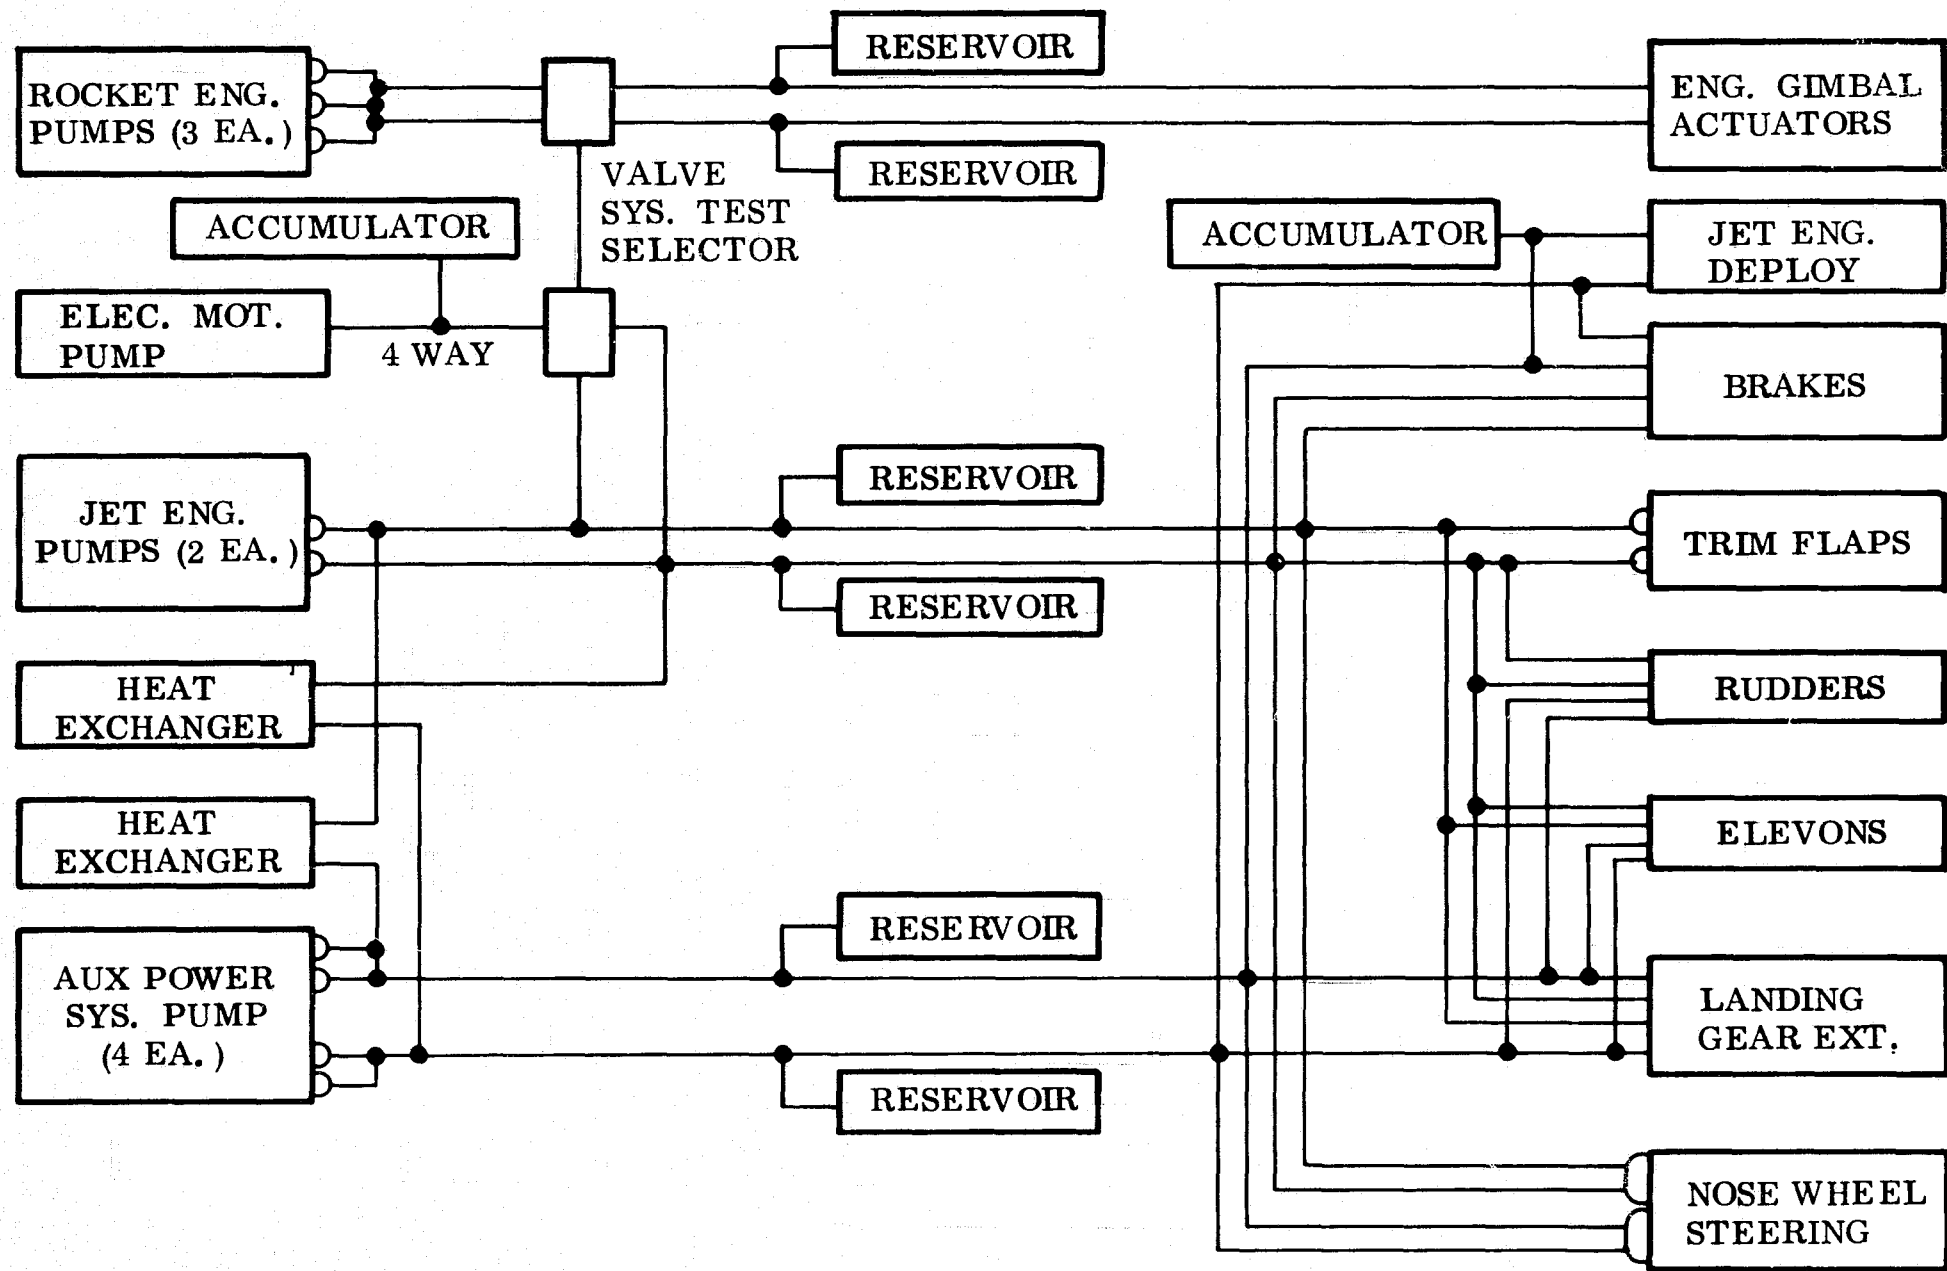 RESERVOIR
ROCKET ENG.
PUMPS (3 EA.)
ENG. GIMBAL
ACTUATORS
RESERVOIR
VALVE
SYS. TEST
SELECTOR
ACCUMULATOR
ACCUMULATOR
JET ENG.
DEPLOY
ELEC. MOT.
PUMP
4 WAY
BRAKES
RESERVOIR
JET ENG.
PUMPS (2 EA.)
TRIM FLAPS
RESERVOIR
HEAT
EXCHANGER
RUDDERS
HEAT
EXCHANGER
ELEVONS
RESERVOIR
AUX POWER
SYS. PUMP
(4 EA.)
LANDING
GEAR EXT.
RESERVOIR
NOSE WHEEL
STEERING